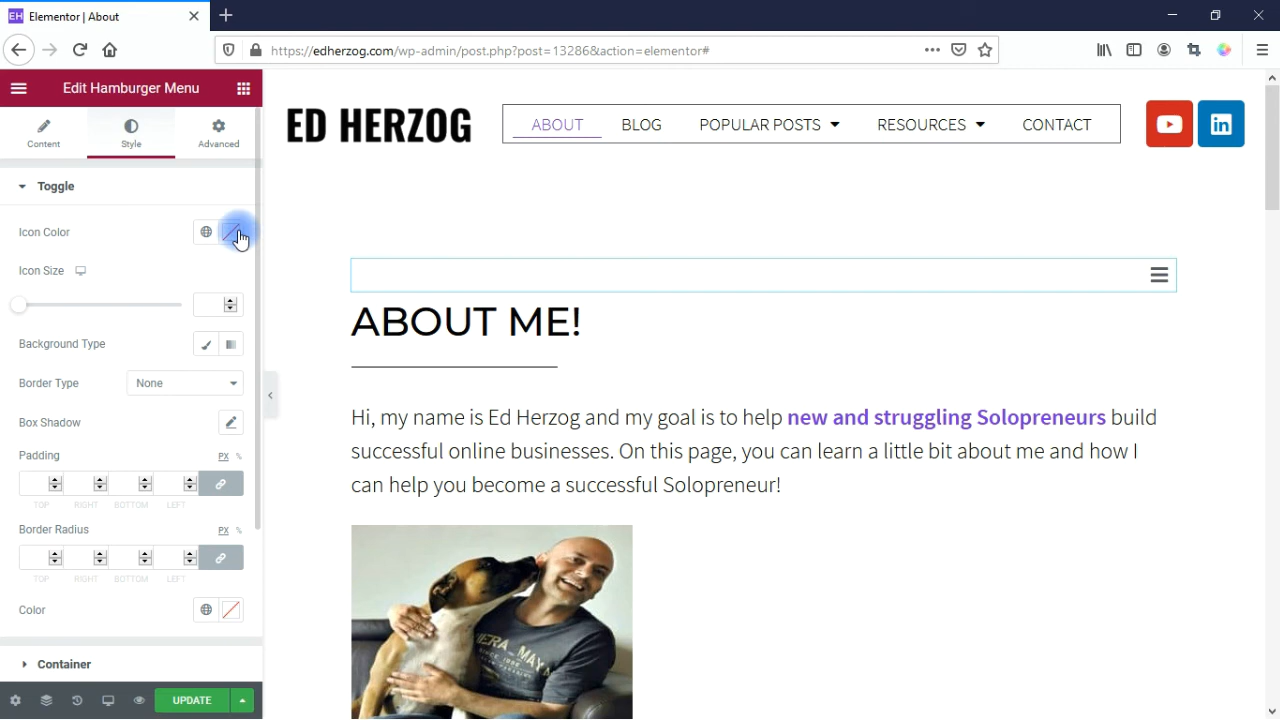 EH Elementor | About
https://edherzog.com/wp-admin/post.php?post=13286&action=elementor#
Edit Hamburger Menu
Content
Style
Advanced
Toggle
Icon Color
Icon Size
Background Type
Border Type
None
Box Shadow
Padding
PX %
TOP RIGHT BOTTOM LEFT
Border Radius
PX %
TOP RIGHT BOTTOM LEFT
Color
Container
UPDATE
ED HERZOG
ABOUT BLOG POPULAR POSTS RESOURCES CONTACT
in
ABOUT ME!
Hi, my name is Ed Herzog and my goal is to help new and struggling Solopreneurs build
successful online businesses. On this page, you can learn a little bit about me and how I
can help you become a successful Solopreneur!